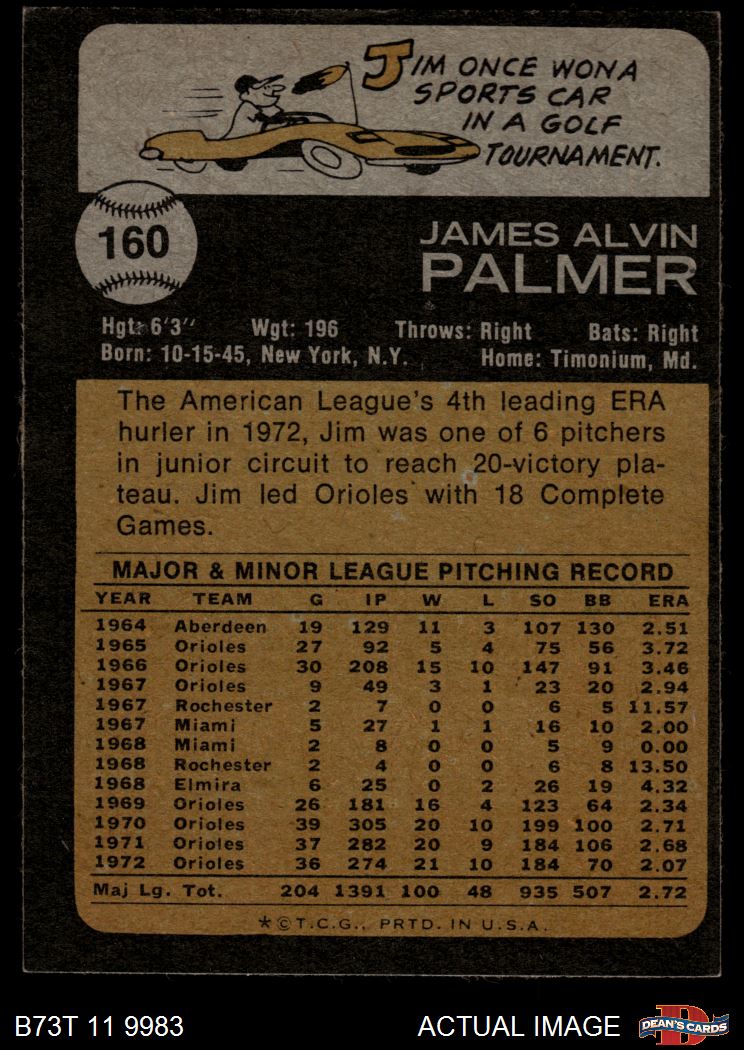 JIM ONCE WON A
SPORTS CAR
IN A GOLF
TOURNAMENT.
160
JAMES ALVIN
PALMER
Hgt: 6'3" Wgt: 196 Throws: Right Bats: Right
Born: 10-15-45, New York, N.Y. Home: Timonium, Md.
The American League's 4th leading ERA
hurler in 1972, Jim was one of 6 pitchers
in junior circuit to reach 20-victory pla-
teau. Jim led Orioles with 18 Complete
Games.
MAJOR & MINOR LEAGUE PITCHING RECORD
YEAR TEAM G IP W L SO BB ERA
1964 Aberdeen 19 129 11 3 107 130 2.51
1965 Orioles 27 92 5 4 75 56 3.72
1966 Orioles 30 208 15 10 147 91 3.46
1967 Orioles 9 49 3 1 23 20 2.94
1967 Rochester 2 7 0 0 6 5 11.57
1967 Miami 5 27 1 1 16 10 2.00
1968 Miami 2 8 0 0 5 9 0.00
1968 Rochester 2 4 0 0 6 8 13.50
1968 Elmira 6 25 0 2 26 19 4.32
1969 Orioles 26 181 16 4 123 64 2.34
1970 Orioles 39 305 20 10 199 100 2.71
1971 Orioles 37 282 20 9 184 106 2.68
1972 Orioles 36 274 21 10 184 70 2.07
Maj Lg. Tot. 204 1391 100 48 935 507 2.72
*©T.C.G., PRTD. IN U.S.A.
B73T 11 9983 ACTUAL IMAGE D DEAN'S CARDS